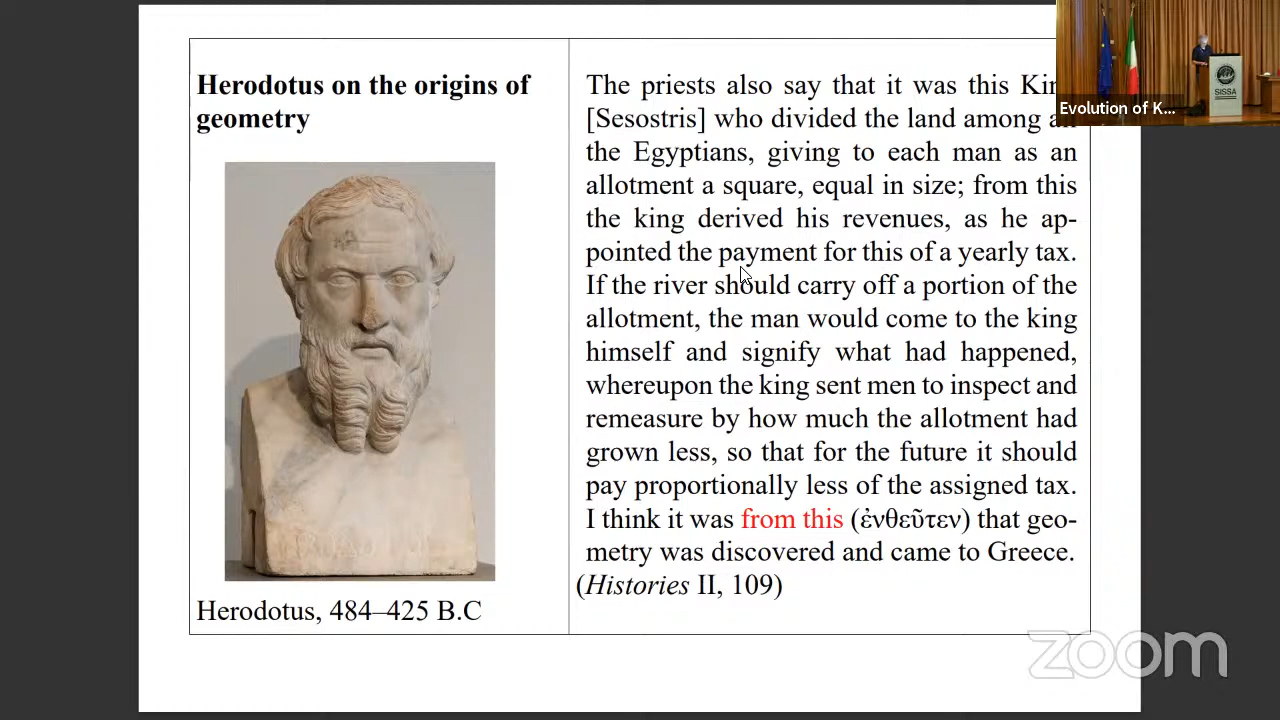 Herodotus on the origins of
geometry
Herodotus, 484–425 B.C
The priests also say that it was this
[Sesostris] who divided the land among
the Egyptians, giving to each man as an
allotment a square, equal in size; from this
the king derived his revenues, as he ap-
pointed the payment for this of a yearly tax.
If the river should carry off a portion of the
allotment, the man would come to the king
himself and signify what had happened,
whereupon the king sent men to inspect and
remeasure by how much the allotment had
grown less, so that for the future it should
pay proportionally less of the assigned tax.
I think it was from this (ἐνθεῦτεν) that geo-
metry was discovered and came to Greece.
(Histories II, 109)
Evolution of K...
SISSA
zoom